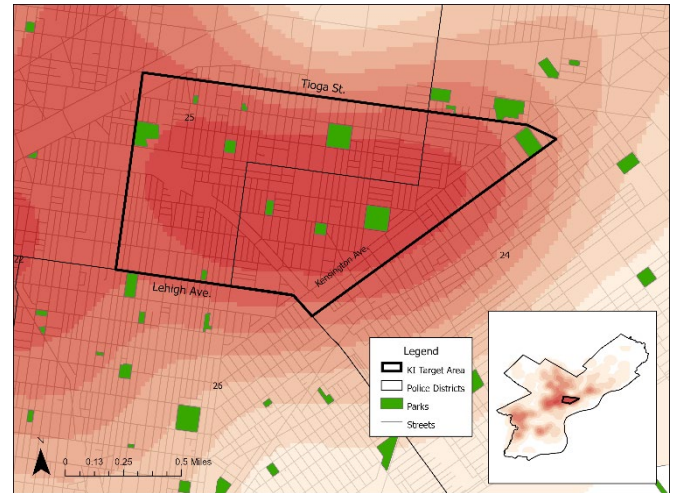 Tioga St.
25
Kensington Ave.
24
22
Lehigh Ave.
26
Legend
KI Target Area
Police Districts
Parks
Streets
0 0.13 0.25 0.5 Miles